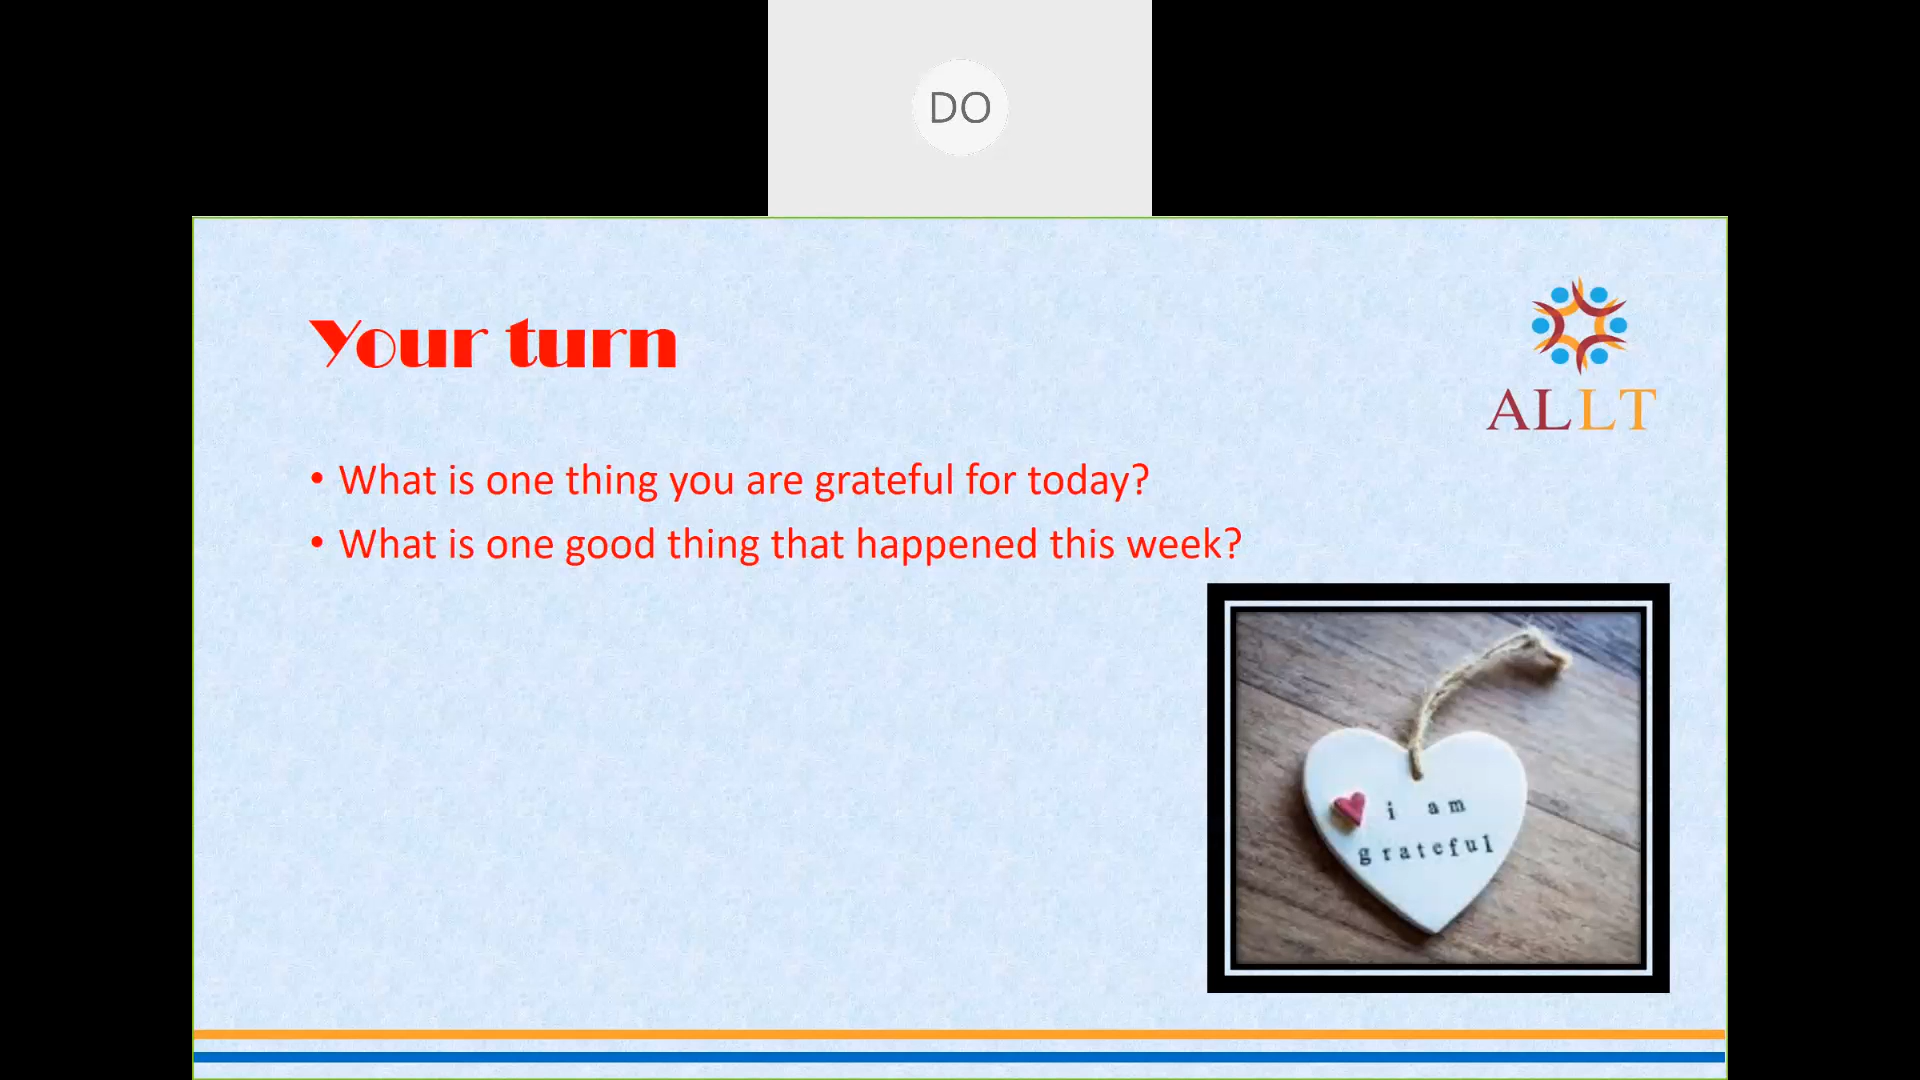 DO
Your turn
ALLT
• What is one thing you are grateful for today?
• What is one good thing that happened this week?
i am
grateful